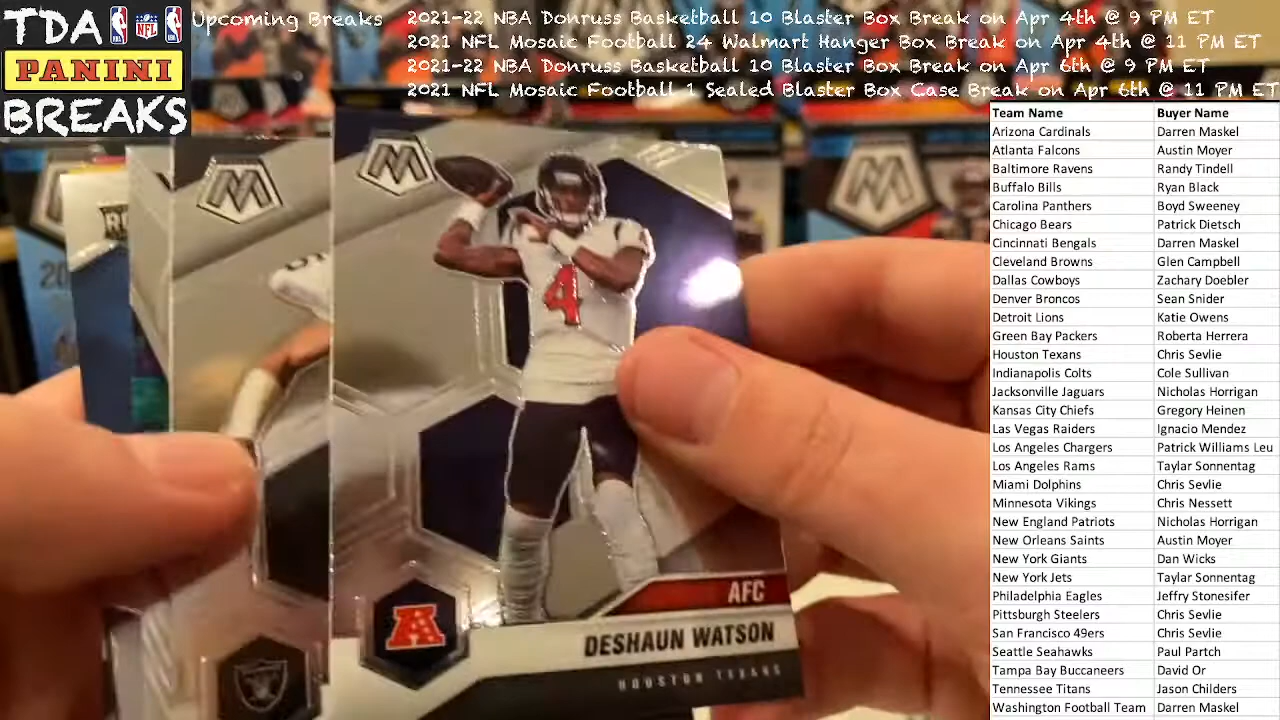 TDA
PANINI
BREAKS
Upcoming Breaks
2021-22 NBA Donruss Basketball 10 Blaster Box Break on Apr 4th @ 9 PM ET
2021 NFL Mosaic Football 24 Walmart Hanger Box Break on Apr 4th @ 11 PM ET
2021-22 NBA Donruss Basketball 10 Blaster Box Break on Apr 6th @ 9 PM ET
2021 NFL Mosaic Football 1 Sealed Blaster Box Case Break on Apr 6th @ 11 PM ET
M
M
4
AFC
A
DESHAUN WATSON
HOUSTON TEXANS
Team Name Buyer Name
Arizona Cardinals Darren Maskel
Atlanta Falcons Austin Moyer
Baltimore Ravens Randy Tindell
Buffalo Bills Ryan Black
Carolina Panthers Boyd Sweeney
Chicago Bears Patrick Dietsch
Cincinnati Bengals Darren Maskel
Cleveland Browns Glen Campbell
Dallas Cowboys Zachary Doebler
Denver Broncos Sean Snider
Detroit Lions Katie Owens
Green Bay Packers Roberta Herrera
Houston Texans Chris Sevlie
Indianapolis Colts Cole Sullivan
Jacksonville Jaguars Nicholas Horrigan
Kansas City Chiefs Gregory Heinen
Las Vegas Raiders Ignacio Mendez
Los Angeles Chargers Patrick Williams Leu
Los Angeles Rams Taylar Sonnentag
Miami Dolphins Chris Sevlie
Minnesota Vikings Chris Nessett
New England Patriots Nicholas Horrigan
New Orleans Saints Austin Moyer
New York Giants Dan Wicks
New York Jets Taylar Sonnentag
Philadelphia Eagles Jeffry Stonesifer
Pittsburgh Steelers Chris Sevlie
San Francisco 49ers Chris Sevlie
Seattle Seahawks Paul Partch
Tampa Bay Buccaneers David Or
Tennessee Titans Jason Childers
Washington Football Team Darren Maskel